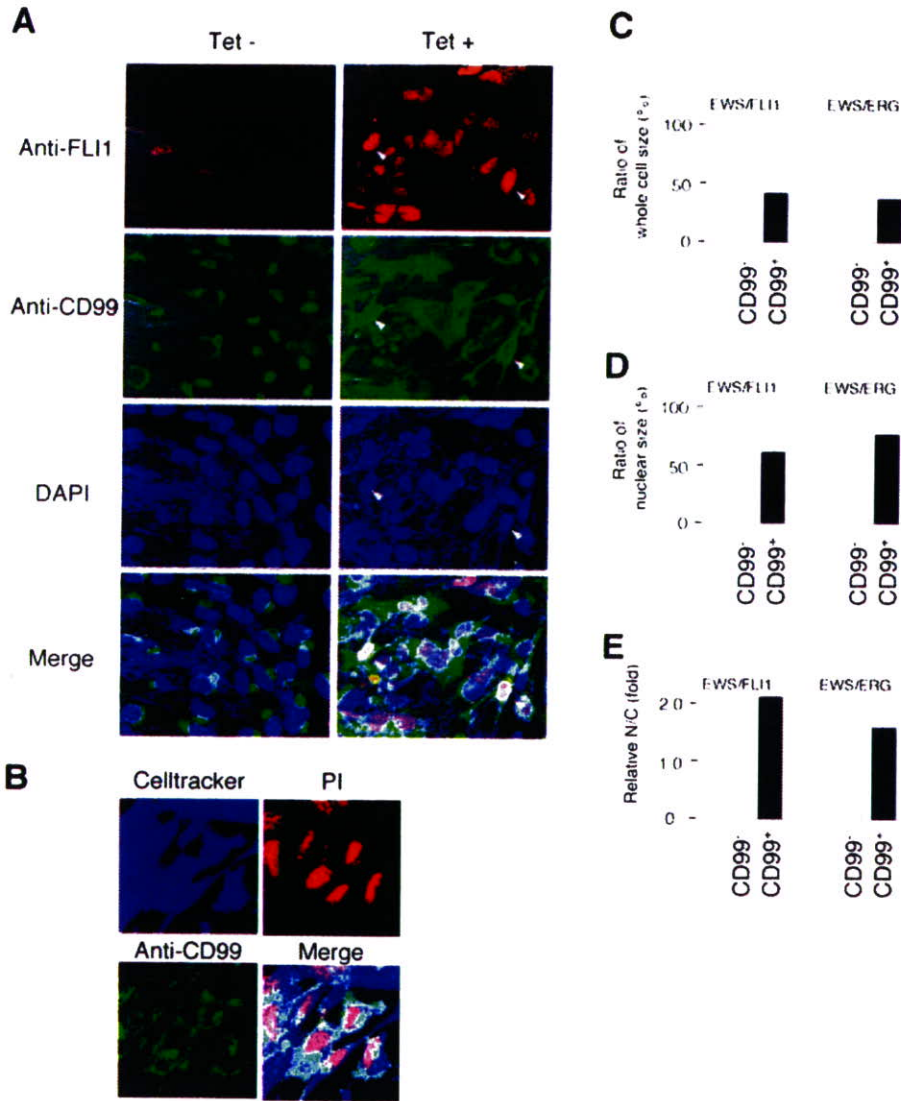 A
Tet -
Tet +
Anti-FLI1
Anti-CD99
DAPI
Merge
B
Celltracker
PI
Anti-CD99
Merge
C
Ratio of
whole cell size (%)
EWS/FLI1
EWS/ERG
100
50
0
CD99-
CD99+
CD99-
CD99+
D
Ratio of
nuclear size (%)
EWS/FLI1
EWS/ERG
100
50
0
CD99-
CD99+
CD99-
CD99+
E
Relative N/C (fold)
EWS/FLI1
EWS/ERG
2.0
1.0
0
CD99-
CD99+
CD99-
CD99+